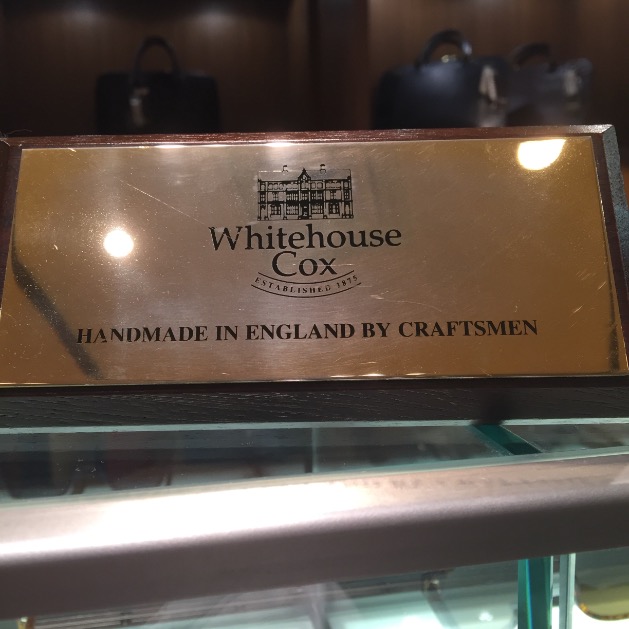 Whitehouse
Cox
ESTABLISHED 1875
HANDMADE IN ENGLAND BY CRAFTSMEN